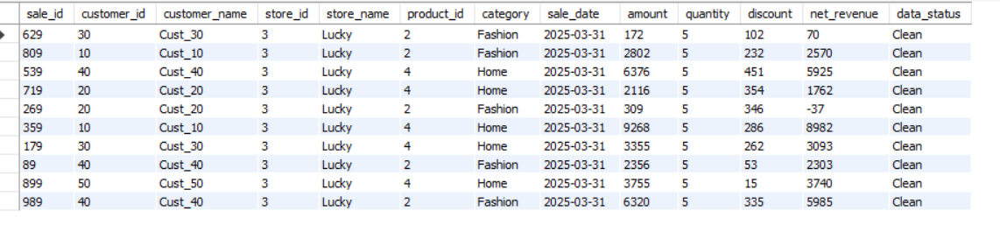 sale_id customer_id customer_name store_id store_name product_id category sale_date amount quantity discount net_revenue data_status
629 30 Cust_30 3 Lucky 2 Fashion 2025-03-31 172 5 102 70 Clean
809 10 Cust_10 3 Lucky 2 Fashion 2025-03-31 2802 5 232 2570 Clean
539 40 Cust_40 3 Lucky 4 Home 2025-03-31 6376 5 451 5925 Clean
719 20 Cust_20 3 Lucky 4 Home 2025-03-31 2116 5 354 1762 Clean
269 20 Cust_20 3 Lucky 2 Fashion 2025-03-31 309 5 346 -37 Clean
359 10 Cust_10 3 Lucky 4 Home 2025-03-31 9268 5 286 8982 Clean
179 30 Cust_30 3 Lucky 4 Home 2025-03-31 3355 5 262 3093 Clean
89 40 Cust_40 3 Lucky 2 Fashion 2025-03-31 2356 5 53 2303 Clean
899 50 Cust_50 3 Lucky 4 Home 2025-03-31 3755 5 15 3740 Clean
989 40 Cust_40 3 Lucky 2 Fashion 2025-03-31 6320 5 335 5985 Clean